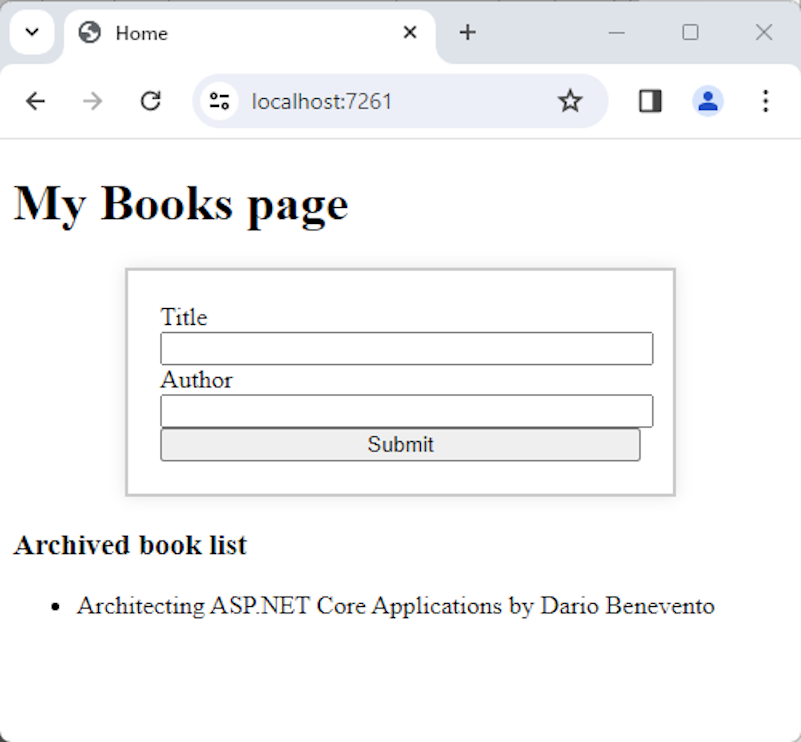 Home
localhost:7261
My Books page
Title
Author
Submit
Archived book list
Architecting ASP.NET Core Applications by Dario Benevento